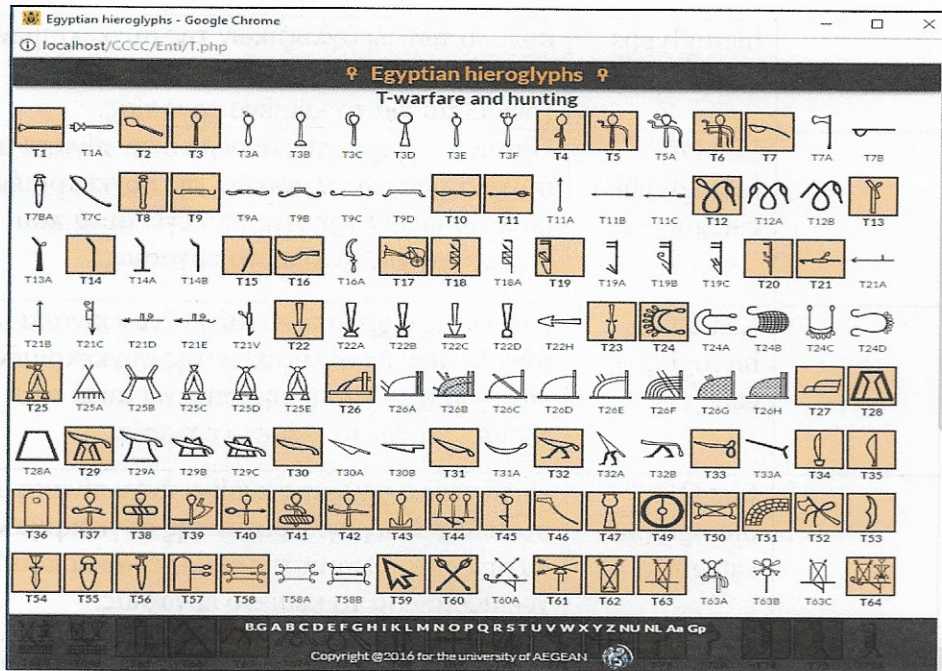 Egyptian hieroglyphs - Google Chrome
localhost/CCCC/Enti/T.php
Egyptian hieroglyphs
T-warfare and hunting
T1 T1A T2 T3 T3A T3B T3C T3D T3E T3F T4 T5 T5A T6 T7 T7A T7B
T7BA T7C T8 T9 T9A T9B T9C T9D T10 T11 T11A T11B T11C T12 T12A T12B T13
T13A T14 T14A T14B T15 T16 T16A T17 T18 T18A T19 T19A T19B T19C T20 T21 T21A
T21B T21C T21D T21E T21V T22 T22A T22B T22C T22D T22H T23 T24 T24A T24B T24C T24D
T25 T25A T25B T25C T25D T25E T26 T26A T26B T26C T26D T26E T26F T26G T26H T27 T28
T28A T29 T29A T29B T29C T30 T30A T30B T31 T31A T32 T32A T32B T33 T33A T34 T35
T36 T37 T38 T39 T40 T41 T42 T43 T44 T45 T46 T47 T49 T50 T51 T52 T53
T54 T55 T56 T57 T58 T58A T58B T59 T60 T60A T61 T62 T63 T63A T63B T63C T64
B.G A B C D E F G H I K L M N O P Q R S T U V W X Y Z NU NL Aa Gp
Copyright @2016 for the university of AEGEAN